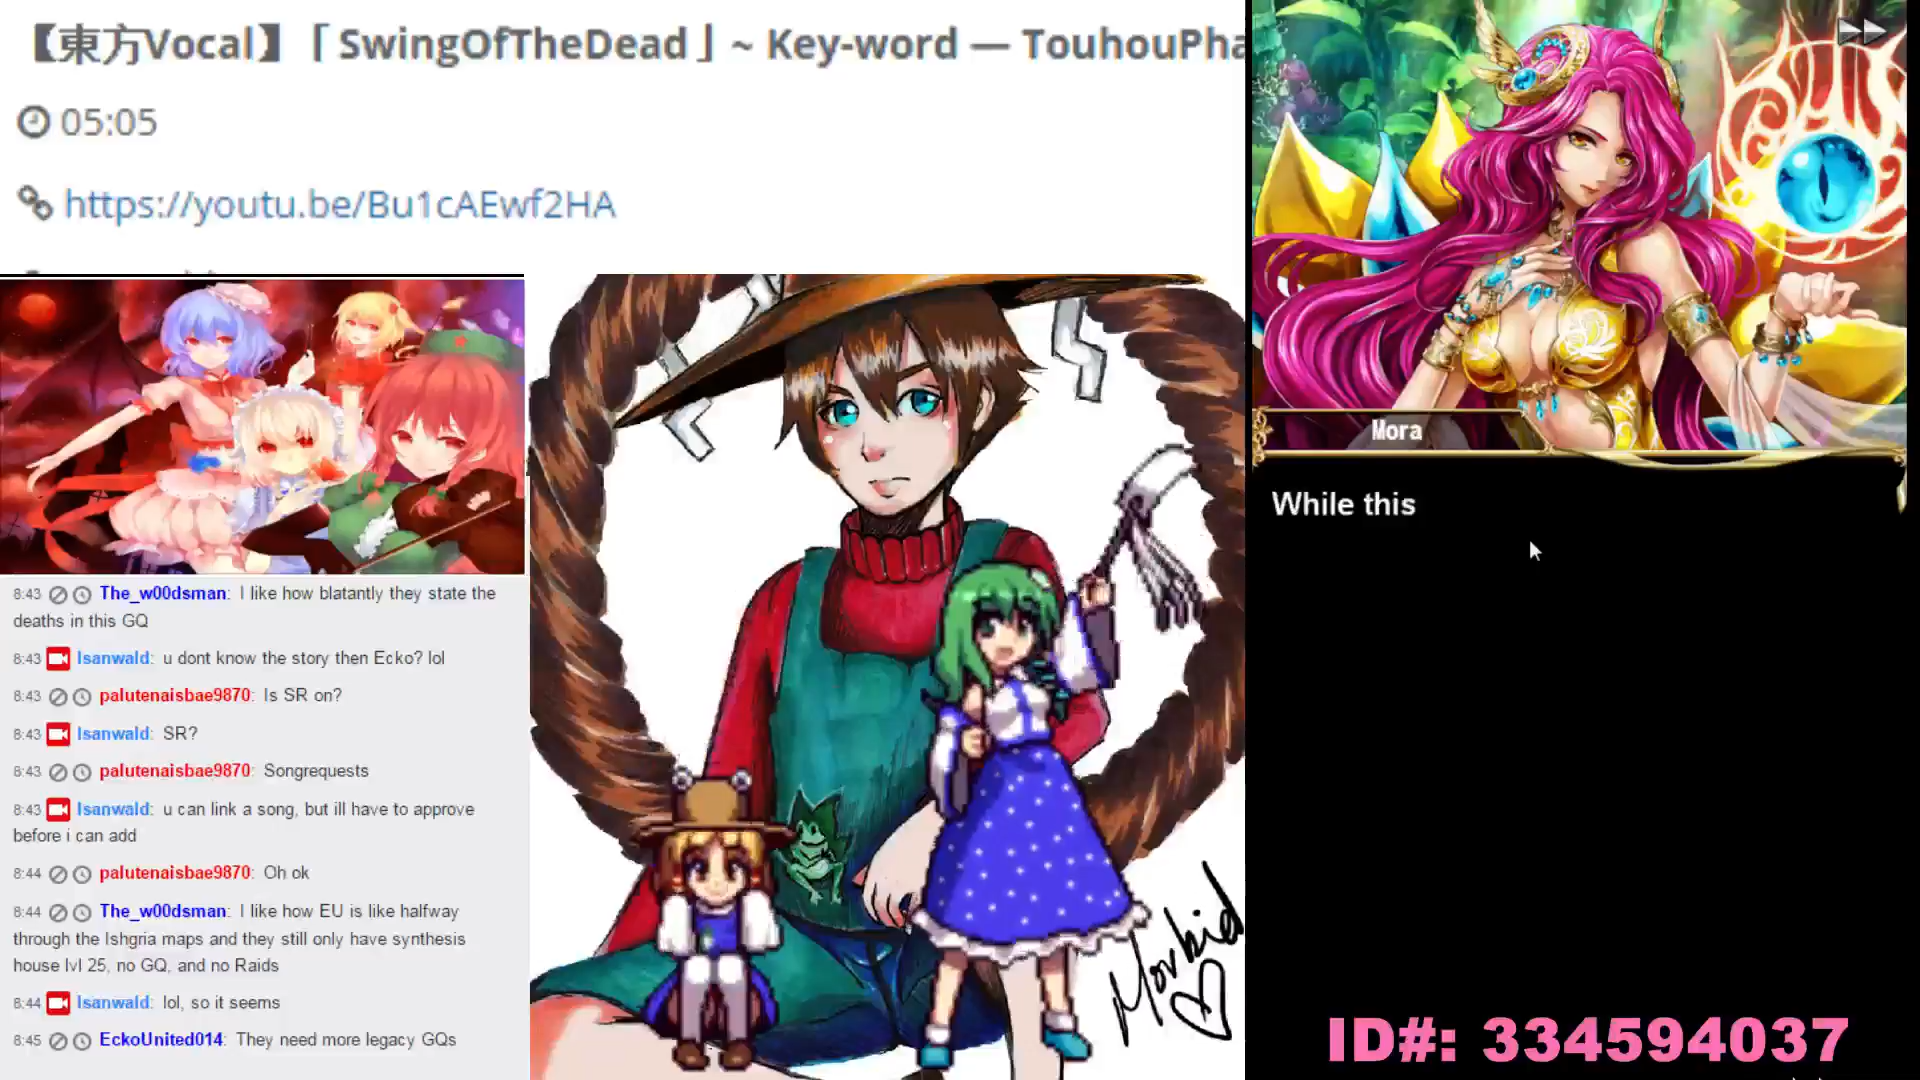 【東方Vocal】「SwingOfTheDead」~ Key-word — TouhouPha
05:05
https://youtu.be/Bu1cAEwf2HA
8:43 The_w00dsman: I like how blatantly they state the
deaths in this GQ
8:43 Isanwald: u dont know the story then Ecko? lol
8:43 palutenaisbae9870: Is SR on?
8:43 Isanwald: SR?
8:43 palutenaisbae9870: Songrequests
8:43 Isanwald: u can link a song, but ill have to approve
before i can add
8:44 palutenaisbae9870: Oh ok
8:44 The_w00dsman: I like how EU is like halfway
through the Ishgria maps and they still only have synthesis
house lvl 25, no GQ, and no Raids
8:44 Isanwald: lol, so it seems
8:45 EckoUnited014: They need more legacy GQs
Morbid
Mora
While this
ID#: 334594037